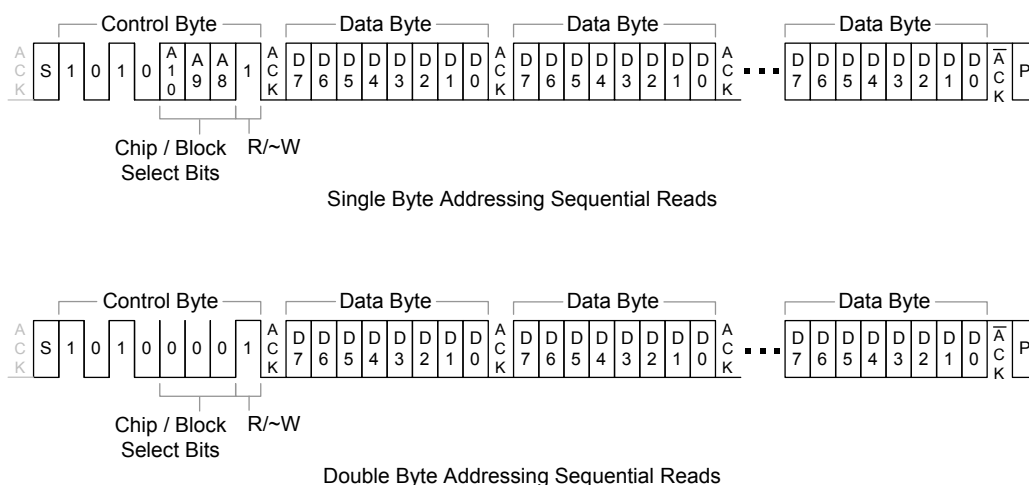 Control Byte Data Byte Data Byte Data Byte
ACK S 1 0 1 0 A10 A9 A8 1 ACK D7 D6 D5 D4 D3 D2 D1 D0 ACK D7 D6 D5 D4 D3 D2 D1 D0 ACK ... D7 D6 D5 D4 D3 D2 D1 D0 A̅CK P
Chip / Block R/~W
Select Bits
Single Byte Addressing Sequential Reads
Control Byte Data Byte Data Byte Data Byte
ACK S 1 0 1 0 0 0 0 1 ACK D7 D6 D5 D4 D3 D2 D1 D0 ACK D7 D6 D5 D4 D3 D2 D1 D0 ACK ... D7 D6 D5 D4 D3 D2 D1 D0 A̅CK P
Chip / Block R/~W
Select Bits
Double Byte Addressing Sequential Reads